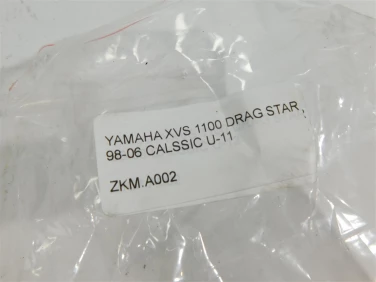 YAMAHA XVS 1100 DRAG STAR
98-06 CALSSIC U-11
ZKM.A002